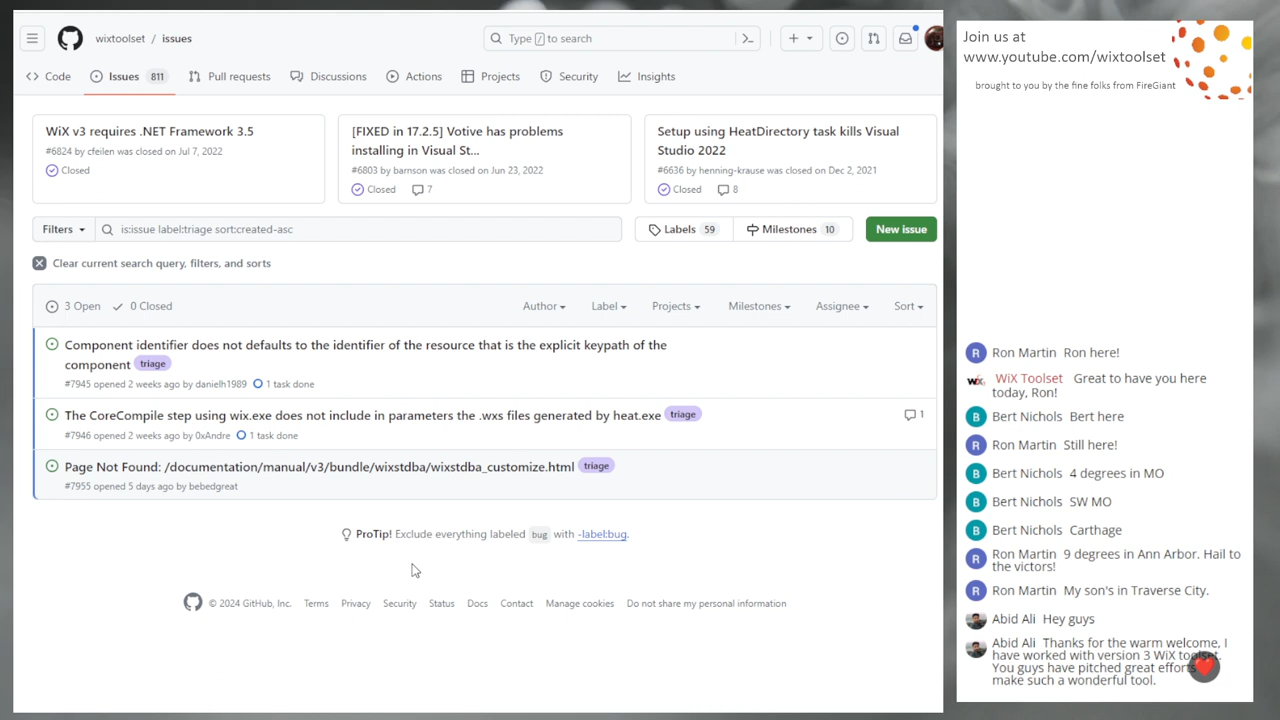 wixtoolset / issues
Type / to search
Code
Issues 811
Pull requests
Discussions
Actions
Projects
Security
Insights
WiX v3 requires .NET Framework 3.5
#6824 by cfeilen was closed on Jul 7, 2022
Closed
[FIXED in 17.2.5] Votive has problems
installing in Visual St...
#6803 by barnson was closed on Jun 23, 2022
Closed 7
Setup using HeatDirectory task kills Visual
Studio 2022
#6636 by henning-krause was closed on Dec 2, 2021
Closed 8
Filters
is:issue label:triage sort:created-asc
Labels 59
Milestones 10
New issue
Clear current search query, filters, and sorts
3 Open 0 Closed
Author
Label
Projects
Milestones
Assignee
Sort
Component identifier does not defaults to the identifier of the resource that is the explicit keypath of the
component triage
#7945 opened 2 weeks ago by danielh1989 1 task done
The CoreCompile step using wix.exe does not include in parameters the .wxs files generated by heat.exe triage
1
#7946 opened 2 weeks ago by 0xAndre 1 task done
Page Not Found: /documentation/manual/v3/bundle/wixstdba/wixstdba_customize.html triage
#7955 opened 5 days ago by bebedgreat
ProTip! Exclude everything labeled bug with -label:bug.
© 2024 GitHub, Inc. Terms Privacy Security Status Docs Contact Manage cookies Do not share my personal information
Join us at
www.youtube.com/wixtoolset
brought to you by the fine folks from FireGiant
R Ron Martin Ron here!
WiX WiX Toolset Great to have you here
today, Ron!
B Bert Nichols Bert here
R Ron Martin Still here!
B Bert Nichols 4 degrees in MO
B Bert Nichols SW MO
B Bert Nichols Carthage
R Ron Martin 9 degrees in Ann Arbor. Hail to
the victors!
R Ron Martin My son's in Traverse City.
Abid Ali Hey guys
Abid Ali Thanks for the warm welcome, I
have worked with version 3 WiX toolset.
You guys have pitched great efforts
make such a wonderful tool.